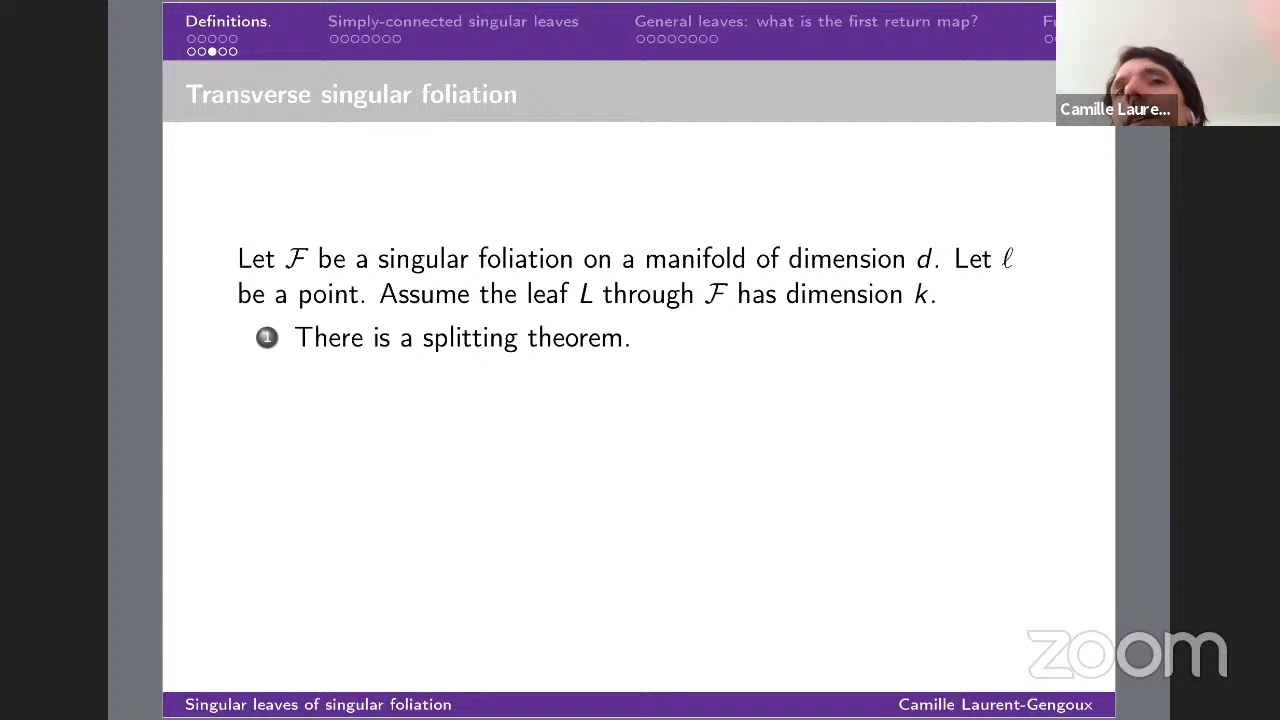 Definitions.
Simply-connected singular leaves
General leaves: what is the first return map?
Transverse singular foliation
Camille Laure...
Let ℱ be a singular foliation on a manifold of dimension d. Let ℓ
be a point. Assume the leaf L through ℱ has dimension k.
1 There is a splitting theorem.
zoom
Singular leaves of singular foliation
Camille Laurent-Gengoux